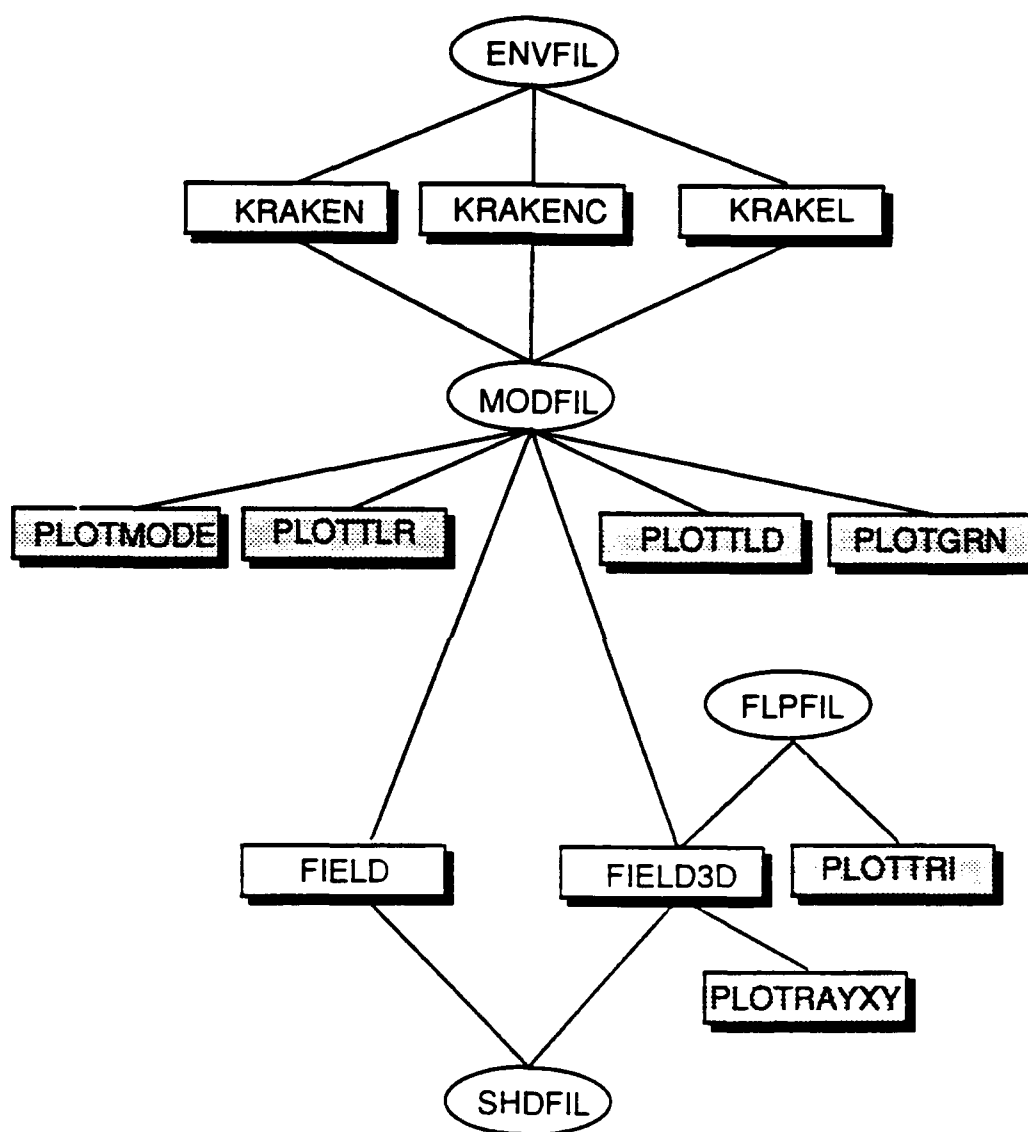 ENVFIL
KRAKEN
KRAKENC
KRAKEL
MODFIL
PLOTMODE
PLOTTLR
PLOTTLD
PLOTGRN
FLPFIL
FIELD
FIELD3D
PLOTTRI
PLOTRAYXY
SHDFIL